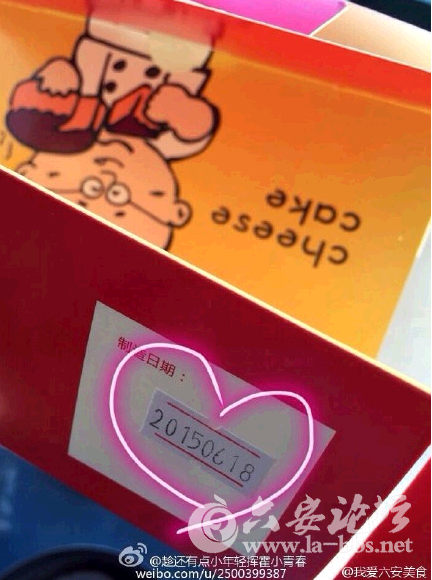 cheese
cake
制造日期：
20150618
六安论坛
www.la-bbs.net
@趁还有点小年轻挥霍小青春
weibo.com/u/2500399387
@我爱六安美食